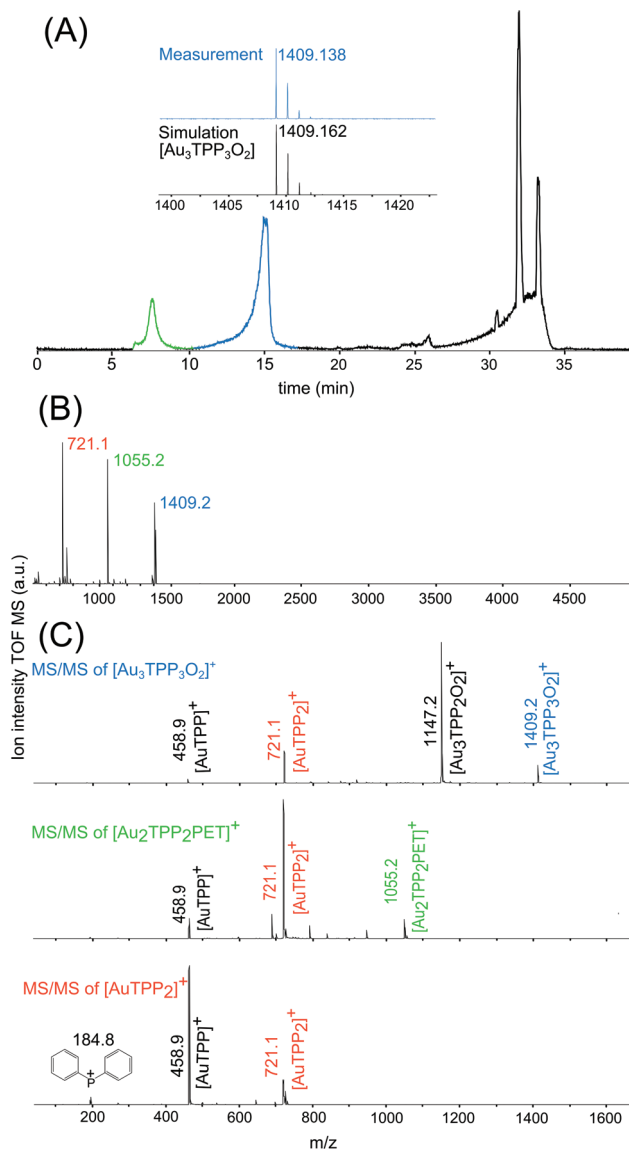 (A)
Measurement
1409.138
Simulation
[Au3TPP3O2]
1409.162
1400 1405 1410 1415 1420
0 5 10 15 20 25 30 35
time (min)
(B)
721.1
1055.2
1409.2
1000 1500 2000 2500 3000 3500 4000 4500
Ion intensity TOF MS (a.u.)
(C)
MS/MS of [Au3TPP3O2]+
458.9
[AuTPP]+
721.1
[AuTPP2]+
1147.2
[Au3TPP2O2]+
1409.2
[Au3TPP3O2]+
MS/MS of [Au2TPP2PET]+
458.9
[AuTPP]+
721.1
[AuTPP2]+
1055.2
[Au2TPP2PET]+
MS/MS of [AuTPP2]+
184.8
P+
458.9
[AuTPP]+
721.1
[AuTPP2]+
200 400 600 800 1000 1200 1400 1600
m/z